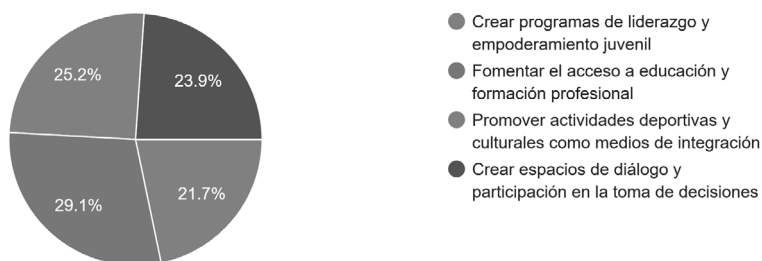 25.2%
23.9%
29.1%
21.7%
Crear programas de liderazgo y
empoderamiento juvenil
Fomentar el acceso a educación y
formación profesional
Promover actividades deportivas y
culturales como medios de integración
Crear espacios de diálogo y
participación en la toma de decisiones